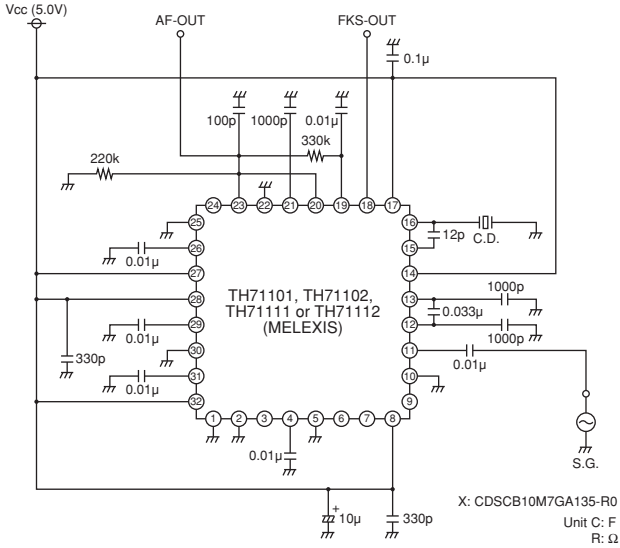 Vcc (5.0V)
AF-OUT
FKS-OUT
0.1µ
100p
1000p
0.01µ
330k
220k
24
23
22
21
20
19
18
17
25
16
12p
C.D.
26
15
0.01µ
27
14
TH71101, TH71102,
TH71111 or TH71112
(MELEXIS)
28
13
1000p
0.033µ
29
12
0.01µ
1000p
330p
30
11
0.01µ
31
10
0.01µ
32
9
1
2
3
4
5
6
7
8
0.01µ
S.G.
+
10µ
330p
X: CDSCB10M7GA135-R0
Unit C: F
R: Ω